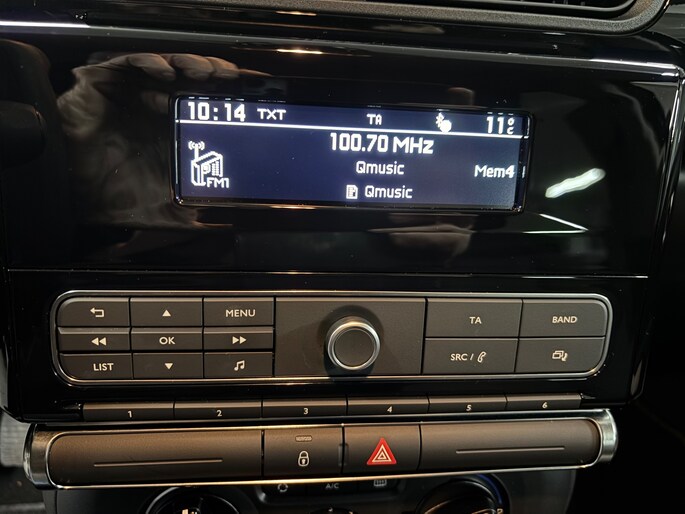 10:14 TXT TA 11°C
100.70 MHz
Qmusic Mem4
FM1 Qmusic
MENU
TA BAND
OK
SRC /
LIST
1 2 3 4 5 6
A/C